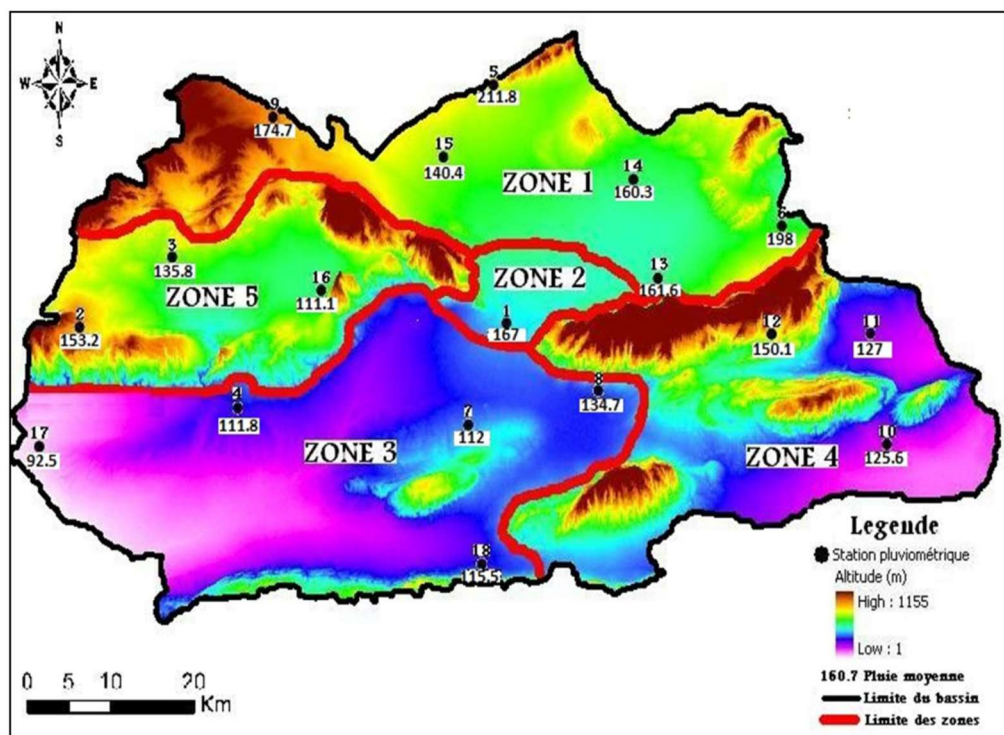 N
W E
S
5
211.8
9
174.7
15
140.4
14
160.3
ZONE 1
6
198
3
135.8
16
111.1
ZONE 5
ZONE 2
13
161.6
2
153.2
1
167
12
150.1
11
127
4
111.8
8
134.7
7
112
17
92.5
ZONE 3
10
125.6
ZONE 4
18
115.5
Legende
Station pluviométrique
Altitude (m)
High : 1155
Low : 1
160.7 Pluie moyenne
Limite du bassin
Limite des zones
0 5 10 20
Km